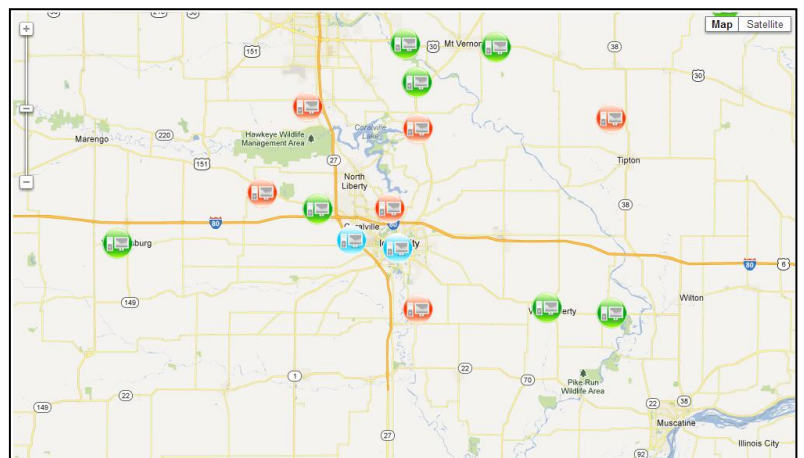 Map Satellite
30
Mt Vernon
151
38
30
Marengo
220
Hawkeye Wildlife
Management Area
Coralville
Lake
27
151
Tipton
North
Liberty
38
80
80
6
149
Wilton
1
22
70
Pike Run
Wildlife Area
22
149
22
38
Muscatine
27
92
Illinois City